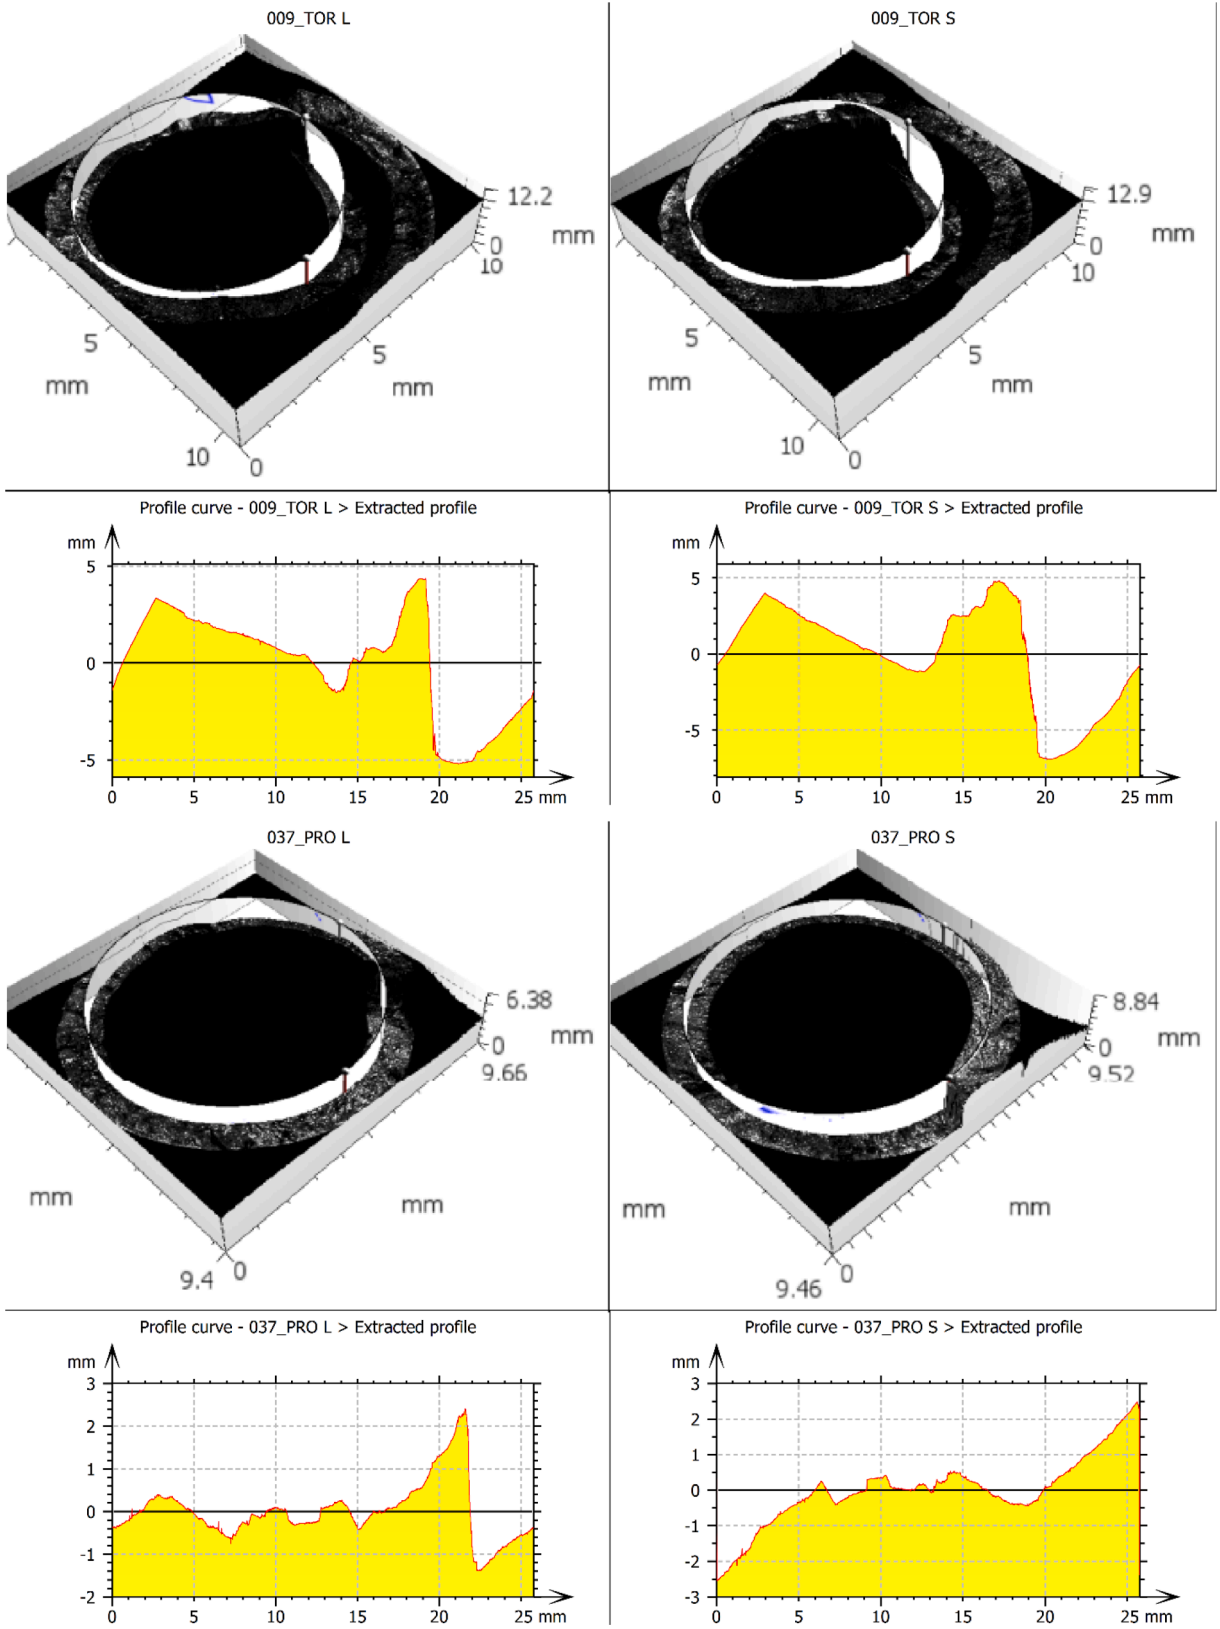 009_TOR L
009_TOR S
12.2
mm
0
10
5
mm
5
mm
10
0
12.9
mm
0
10
5
mm
5
mm
10
0
Profile curve - 009_TOR L > Extracted profile
mm
5
0
-5
0 5 10 15 20 25 mm
Profile curve - 009_TOR S > Extracted profile
mm
5
0
-5
0 5 10 15 20 25 mm
037_PRO L
037_PRO S
6.38
mm
0
9.66
mm
mm
9.4
0
8.84
mm
0
9.52
mm
mm
9.46
0
Profile curve - 037_PRO L > Extracted profile
mm
3
2
1
0
-1
-2
0 5 10 15 20 25 mm
Profile curve - 037_PRO S > Extracted profile
mm
3
2
1
0
-1
-2
-3
0 5 10 15 20 25 mm